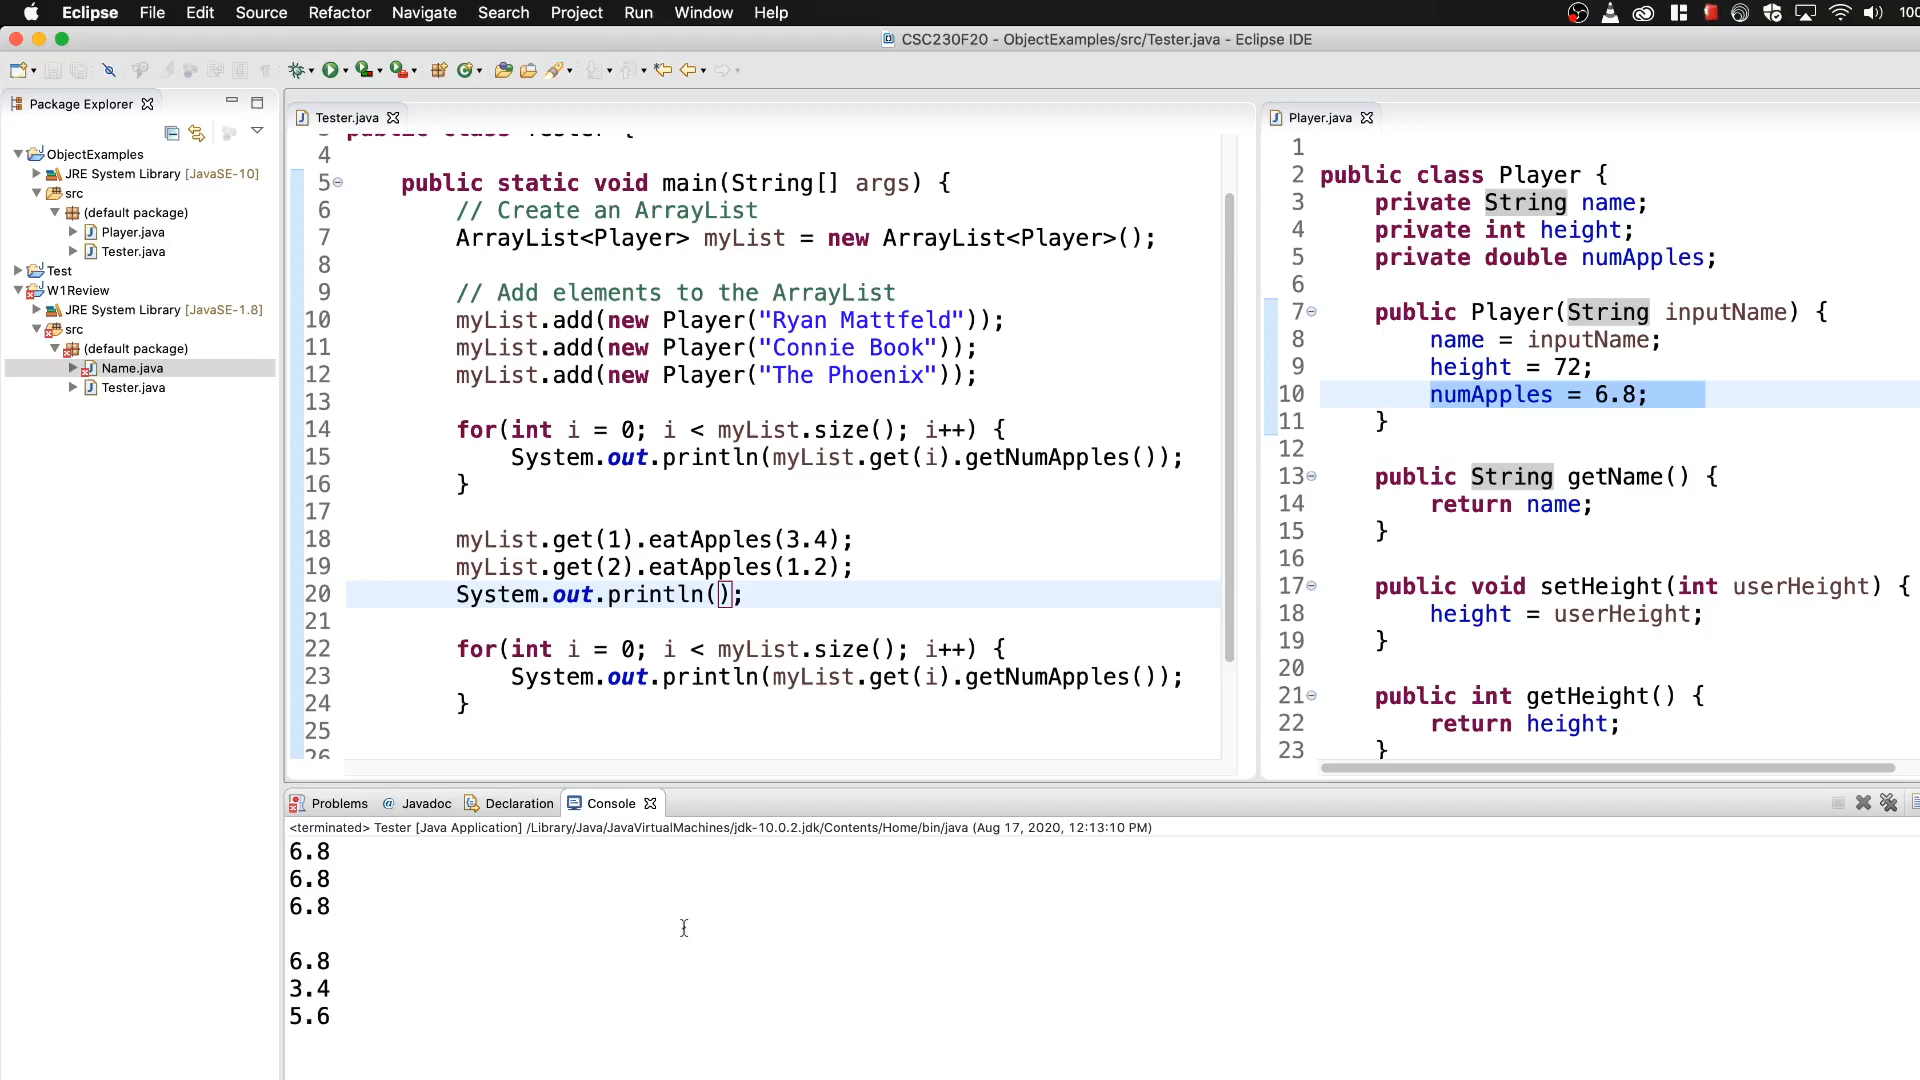 Eclipse File Edit Source Refactor Navigate Search Project Run Window Help
CSC230F20 - ObjectExamples/src/Tester.java - Eclipse IDE
Package Explorer
ObjectExamples
JRE System Library [JavaSE-10]
src
(default package)
Player.java
Tester.java
Test
W1Review
JRE System Library [JavaSE-1.8]
src
(default package)
Name.java
Tester.java
Tester.java
public class Tester {
4
5 public static void main(String[] args) {
6 // Create an ArrayList
7 ArrayList<Player> myList = new ArrayList<Player>();
8
9 // Add elements to the ArrayList
10 myList.add(new Player("Ryan Mattfeld"));
11 myList.add(new Player("Connie Book"));
12 myList.add(new Player("The Phoenix"));
13
14 for(int i = 0; i < myList.size(); i++) {
15 System.out.println(myList.get(i).getNumApples());
16 }
17
18 myList.get(1).eatApples(3.4);
19 myList.get(2).eatApples(1.2);
20 System.out.println();
21
22 for(int i = 0; i < myList.size(); i++) {
23 System.out.println(myList.get(i).getNumApples());
24 }
25
26
Player.java
1
2 public class Player {
3 private String name;
4 private int height;
5 private double numApples;
6
7 public Player(String inputName) {
8 name = inputName;
9 height = 72;
10 numApples = 6.8;
11 }
12
13 public String getName() {
14 return name;
15 }
16
17 public void setHeight(int userHeight) {
18 height = userHeight;
19 }
20
21 public int getHeight() {
22 return height;
23 }
Problems @ Javadoc Declaration Console
<terminated> Tester [Java Application] /Library/Java/JavaVirtualMachines/jdk-10.0.2.jdk/Contents/Home/bin/java (Aug 17, 2020, 12:13:10 PM)
6.8
6.8
6.8
6.8
3.4
5.6